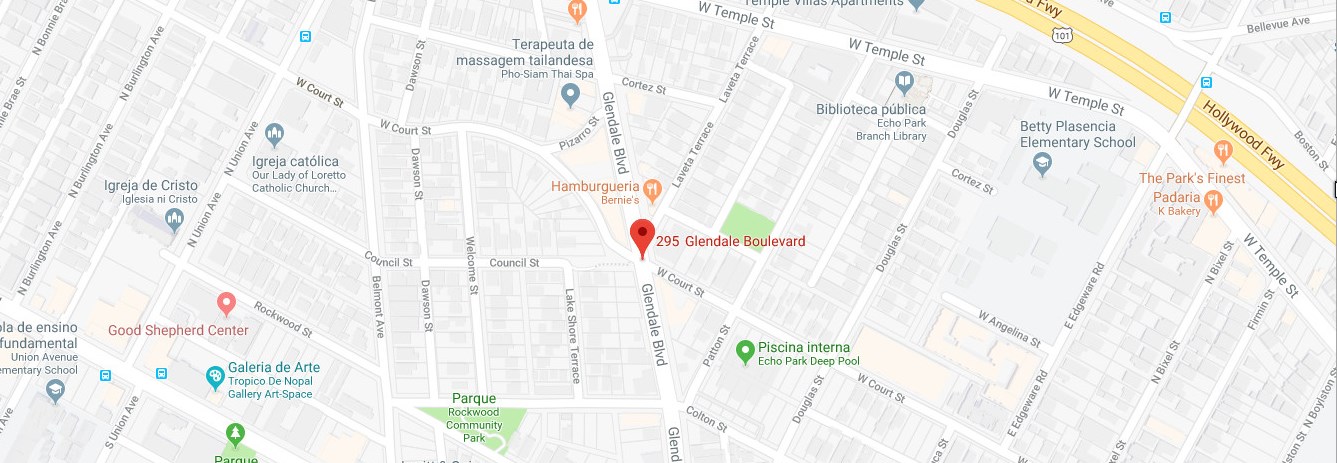 Temple Villas Apartments
Fwy
W Temple St
Bellevue Ave
101
N Bonnie Brae St
N Burlington Ave
Dawson St
Terapeuta de
massagem tailandesa
Pho-Siam Thai Spa
W Temple St
Laveta Terrace
Cortez St
Glendale Blvd
W Court St
Biblioteca pública
Echo Park
Branch Library
Douglas St
W Temple St
Hollywood Fwy
Betty Plasencia
Elementary School
Boston St
W Court St
Pizarro St
N Union Ave
Igreja católica
Our Lady of Loretto
Catholic Church...
Dawson St
Laveta Terrace
Cortez St
The Park's Finest
Padaria
K Bakery
Igreja de Cristo
Iglesia ni Cristo
Hamburgueria
Bernie's
N Union Ave
N Burlington Ave
295 Glendale Boulevard
Douglas St
W Temple St
N Bixel St
Council St
Welcome St
Council St
W Court St
E Edgeware Rd
Belmont Ave
Dawson St
Lake Shore Terrace
Glendale Blvd
Firmin St
Rockwood St
Good Shepherd Center
W Angelina St
ola de ensino
fundamental
Union Avenue
ementary School
Patton St
Piscina interna
Echo Park Deep Pool
N Bixel St
Galeria de Arte
Tropico De Nopal
Gallery Art-Space
W Court St
E Edgeware Rd
Parque
Rockwood
Community
Park
Colton St
Douglas St
N Boylston St
S Union Ave
Glend
Parque